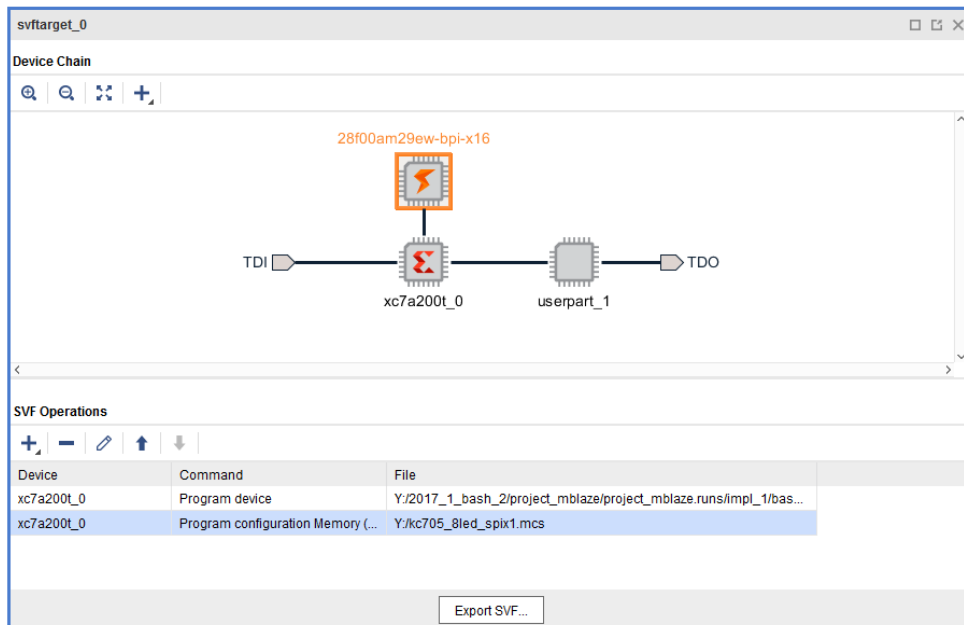 svftarget_0
Device Chain
28f00am29ew-bpi-x16
TDI
TDO
xc7a200t_0
userpart_1
SVF Operations
Device Command File
xc7a200t_0 Program device Y:/2017_1_bash_2/project_mblaze/project_mblaze.runs/impl_1/bas...
xc7a200t_0 Program configuration Memory (... Y:/kc705_8led_spix1.mcs
Export SVF...